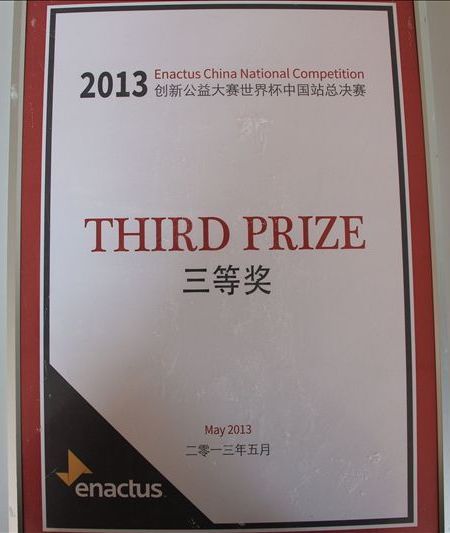 2013 Enactus China National Competition
创新公益大赛世界杯中国站总决赛
THIRD PRIZE
三等奖
May 2013
二零一三年五月
enactus